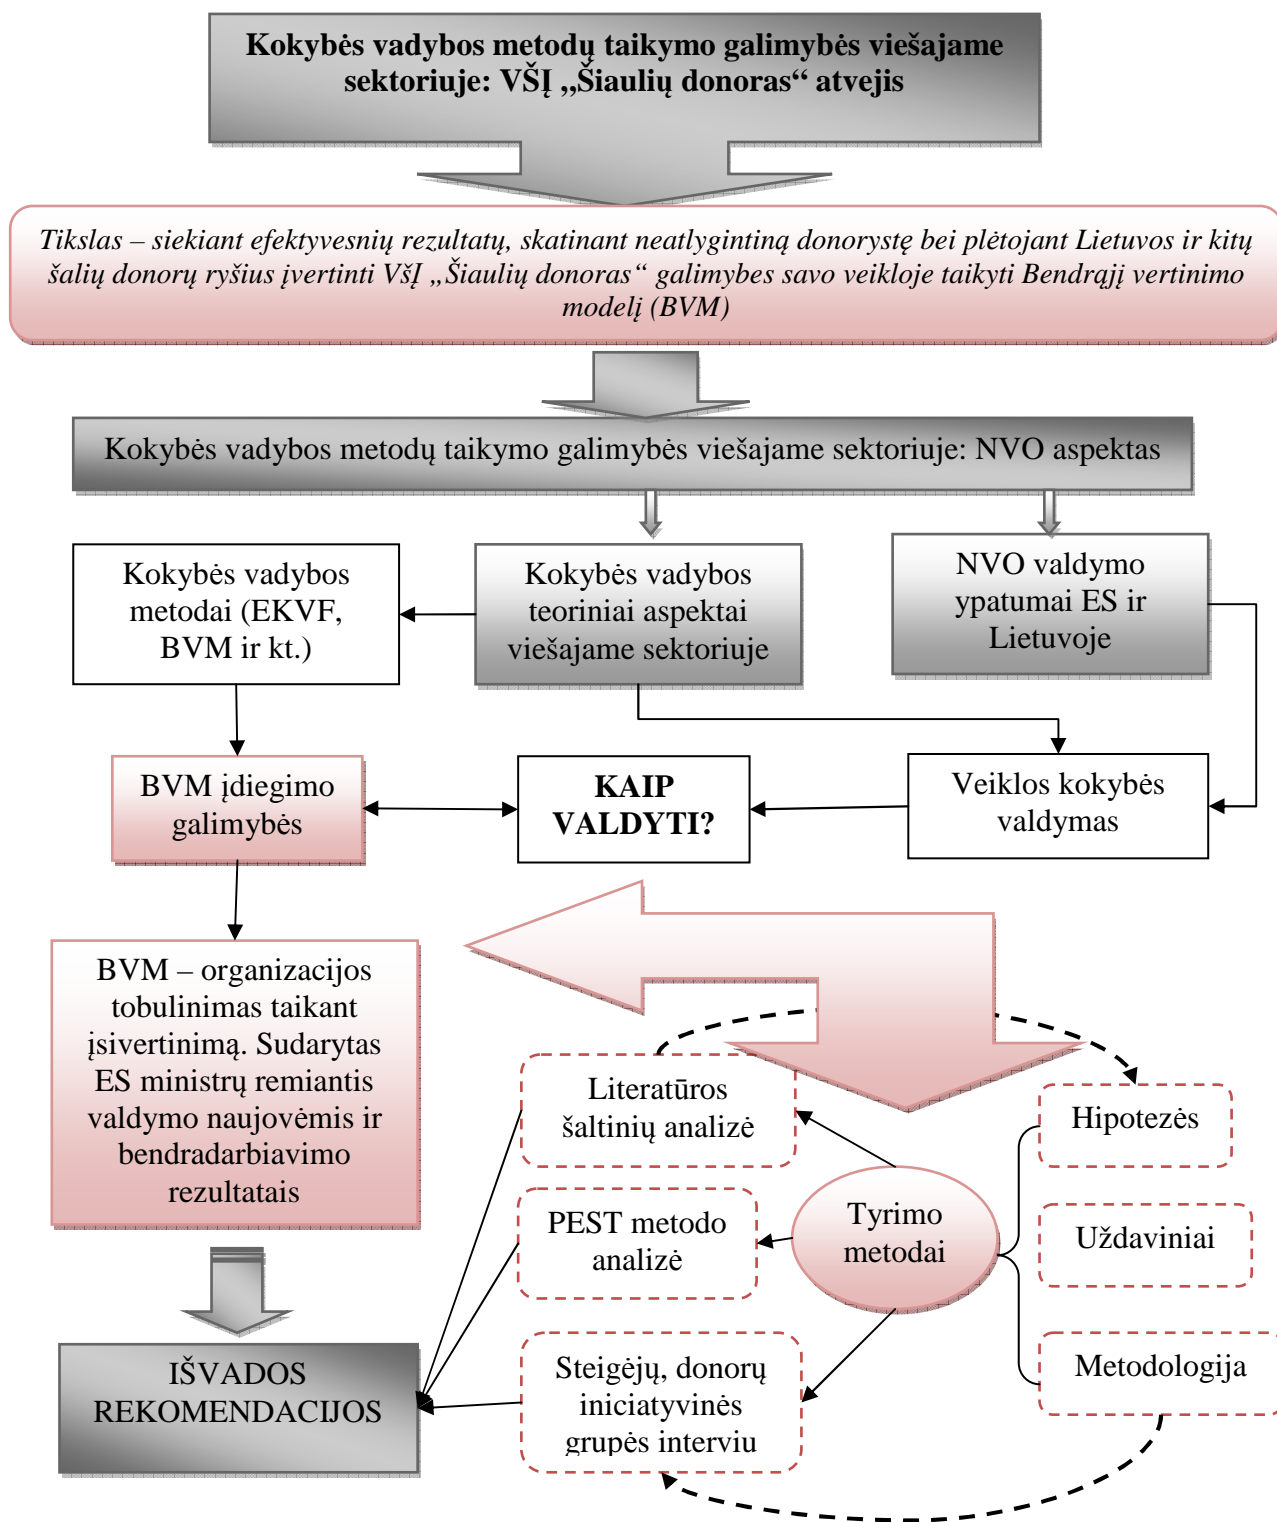 Kokybės vadybos metodų taikymo galimybės viešajame
sektoriuje: VŠĮ „Šiaulių donoras“ atvejis
Tikslas – siekiant efektyvesnių rezultatų, skatinant neatlygintiną donorystę bei plėtojant Lietuvos ir kitų
šalių donorų ryšius įvertinti VšĮ „Šiaulių donoras“ galimybes savo veikloje taikyti Bendrąjį vertinimo
modelį (BVM)
Kokybės vadybos metodų taikymo galimybės viešajame sektoriuje: NVO aspektas
Kokybės vadybos
metodai (EKVF,
BVM ir kt.)
Kokybės vadybos
teoriniai aspektai
viešajame sektoriuje
NVO valdymo
ypatumai ES ir
Lietuvoje
BVM įdiegimo
galimybės
KAIP
VALDYTI?
Veiklos kokybės
valdymas
BVM – organizacijos
tobulinimas taikant
įsivertinimą. Sudarytas
ES ministrų remiantis
valdymo naujovėmis ir
bendradarbiavimo
rezultatais
Literatūros
šaltinių analizė
Hipotezės
PEST metodo
analizė
Tyrimo
metodai
Uždaviniai
Steigėjų, donorų
iniciatyvinės
grupės interviu
Metodologija
IŠVADOS
REKOMENDACIJOS